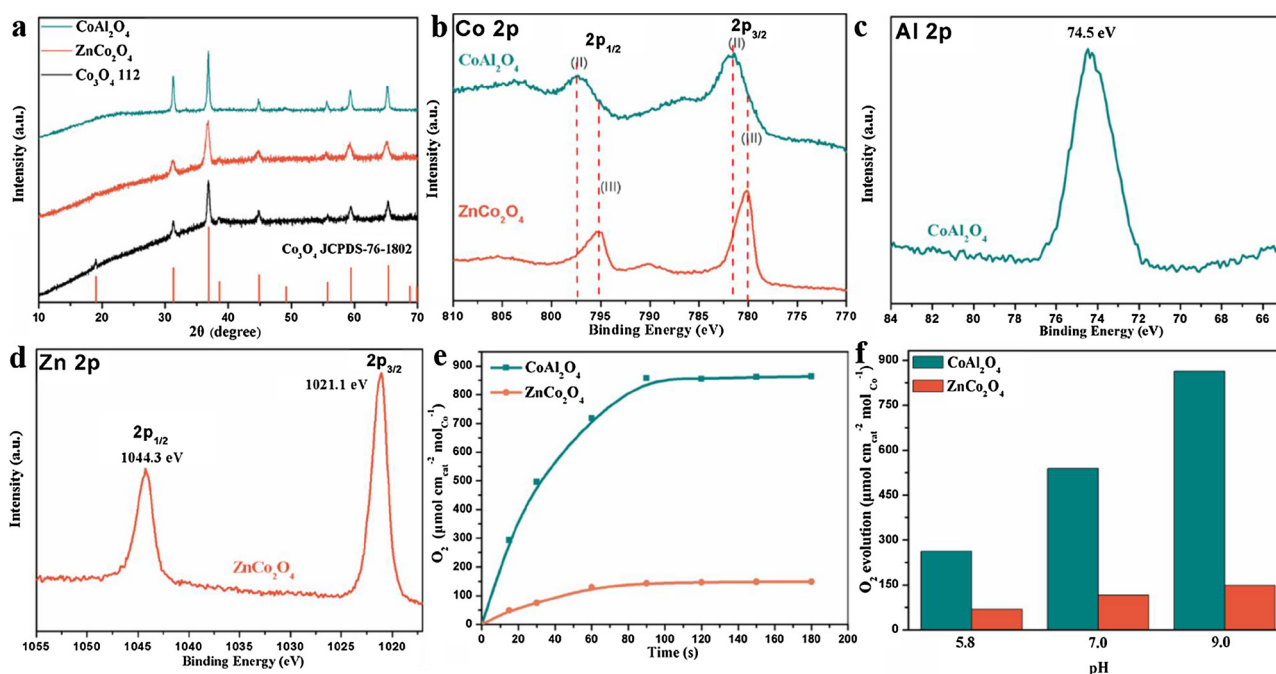 a
CoAl2O4
ZnCo2O4
Co3O4 112
Intensity (a.u.)
Co3O4 JCPDS-76-1802
10 20 30 40 50 60 70
2θ (degree)
b
Co 2p
2p1/2
2p3/2
CoAl2O4
(II)
(II)
(III)
(III)
ZnCo2O4
Intensity (a.u.)
810 800 790 780 770
Binding Energy (eV)
c
Al 2p
74.5 eV
CoAl2O4
Intensity (a.u.)
84 82 80 78 76 74 72 70 68 66
Binding Energy (eV)
d
Zn 2p
2p3/2
1021.1 eV
2p1/2
1044.3 eV
ZnCo2O4
Intensity (a.u.)
1055 1050 1045 1040 1035 1030 1025 1020
Binding Energy (eV)
e
CoAl2O4
ZnCo2O4
O2 (μmol cmcat-2 molCo-1)
900
800
700
600
500
400
300
200
100
0
0 20 40 60 80 100 120 140 160 180 200
Time (s)
f
CoAl2O4
ZnCo2O4
O2 evolution (μmol cmcat-2 molCo-1)
900
750
600
450
300
150
0
5.8 7.0 9.0
pH